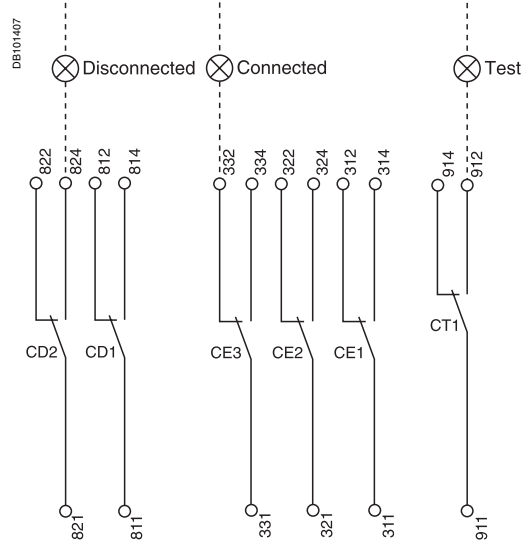 DB101407
Disconnected
Connected
Test
822
824
812
814
332
334
322
324
312
314
914
912
CD2
CD1
CE3
CE2
CE1
CT1
821
811
331
321
311
911